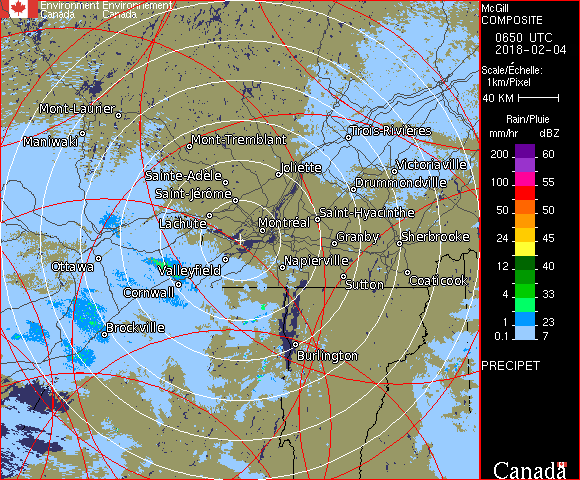 Environment Environnement
Canada Canada
McGill
COMPOSITE
0650 UTC
2018-02-04
Scale/Échelle:
1km/Pixel
40 KM
Rain/Pluie
mm/hr dBZ
200 60
100 55
50 50
24 45
12 40
4 33
1 23
0.1 7
PRECIPET
Canada
Mont-Laurier
Maniwaki
Mont-Tremblant
Trois-Rivières
Joliette
Victoriaville
Sainte-Adèle
Drummondville
Saint-Jérôme
Lachute
Saint-Hyacinthe
Montréal
Granby
Sherbrooke
Ottawa
Valleyfield
Napierville
Cornwall
Sutton
Coaticook
Brockville
Burlington